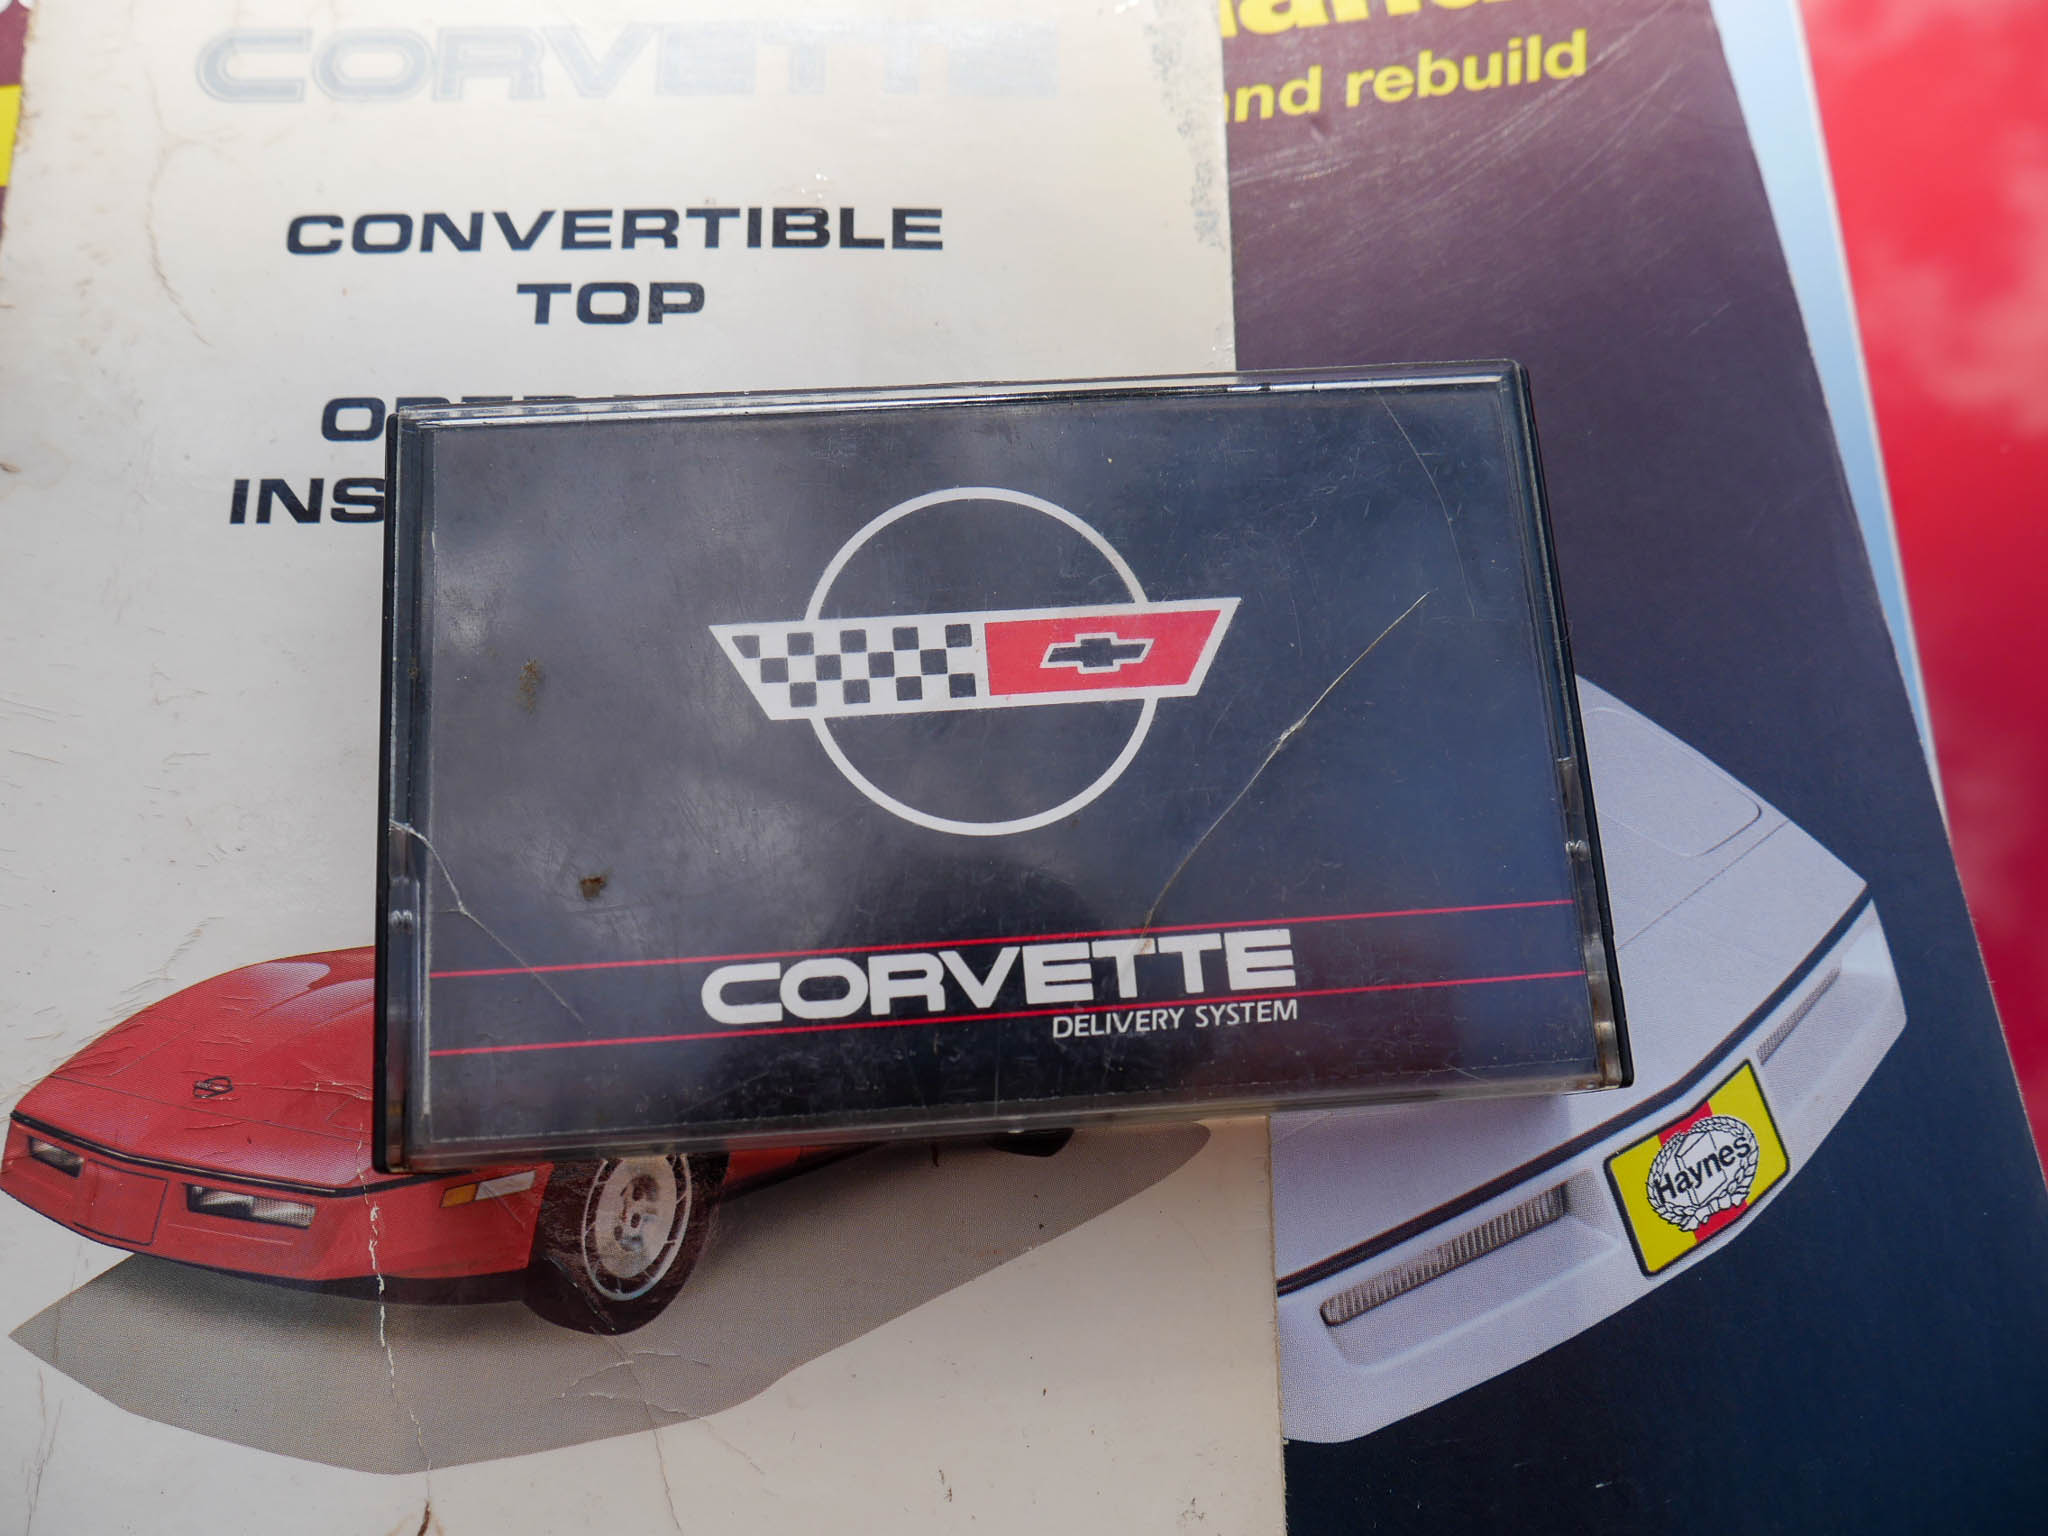 CORVETTE
CONVERTIBLE
TOP
INS
and rebuild
CORVETTE
DELIVERY SYSTEM
Haynes